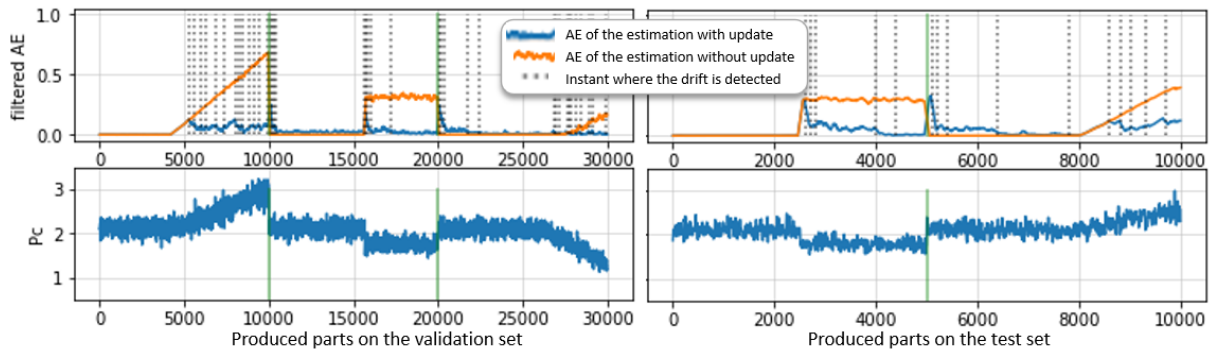 filtered AE
1.0
0.5
0.0
0 5000 10000 15000 20000 25000 30000
AE of the estimation with update
AE of the estimation without update
Instant where the drift is detected
0 2000 4000 6000 8000 10000
Pc
3
2
1
0 5000 10000 15000 20000 25000 30000
Produced parts on the validation set
0 2000 4000 6000 8000 10000
Produced parts on the test set